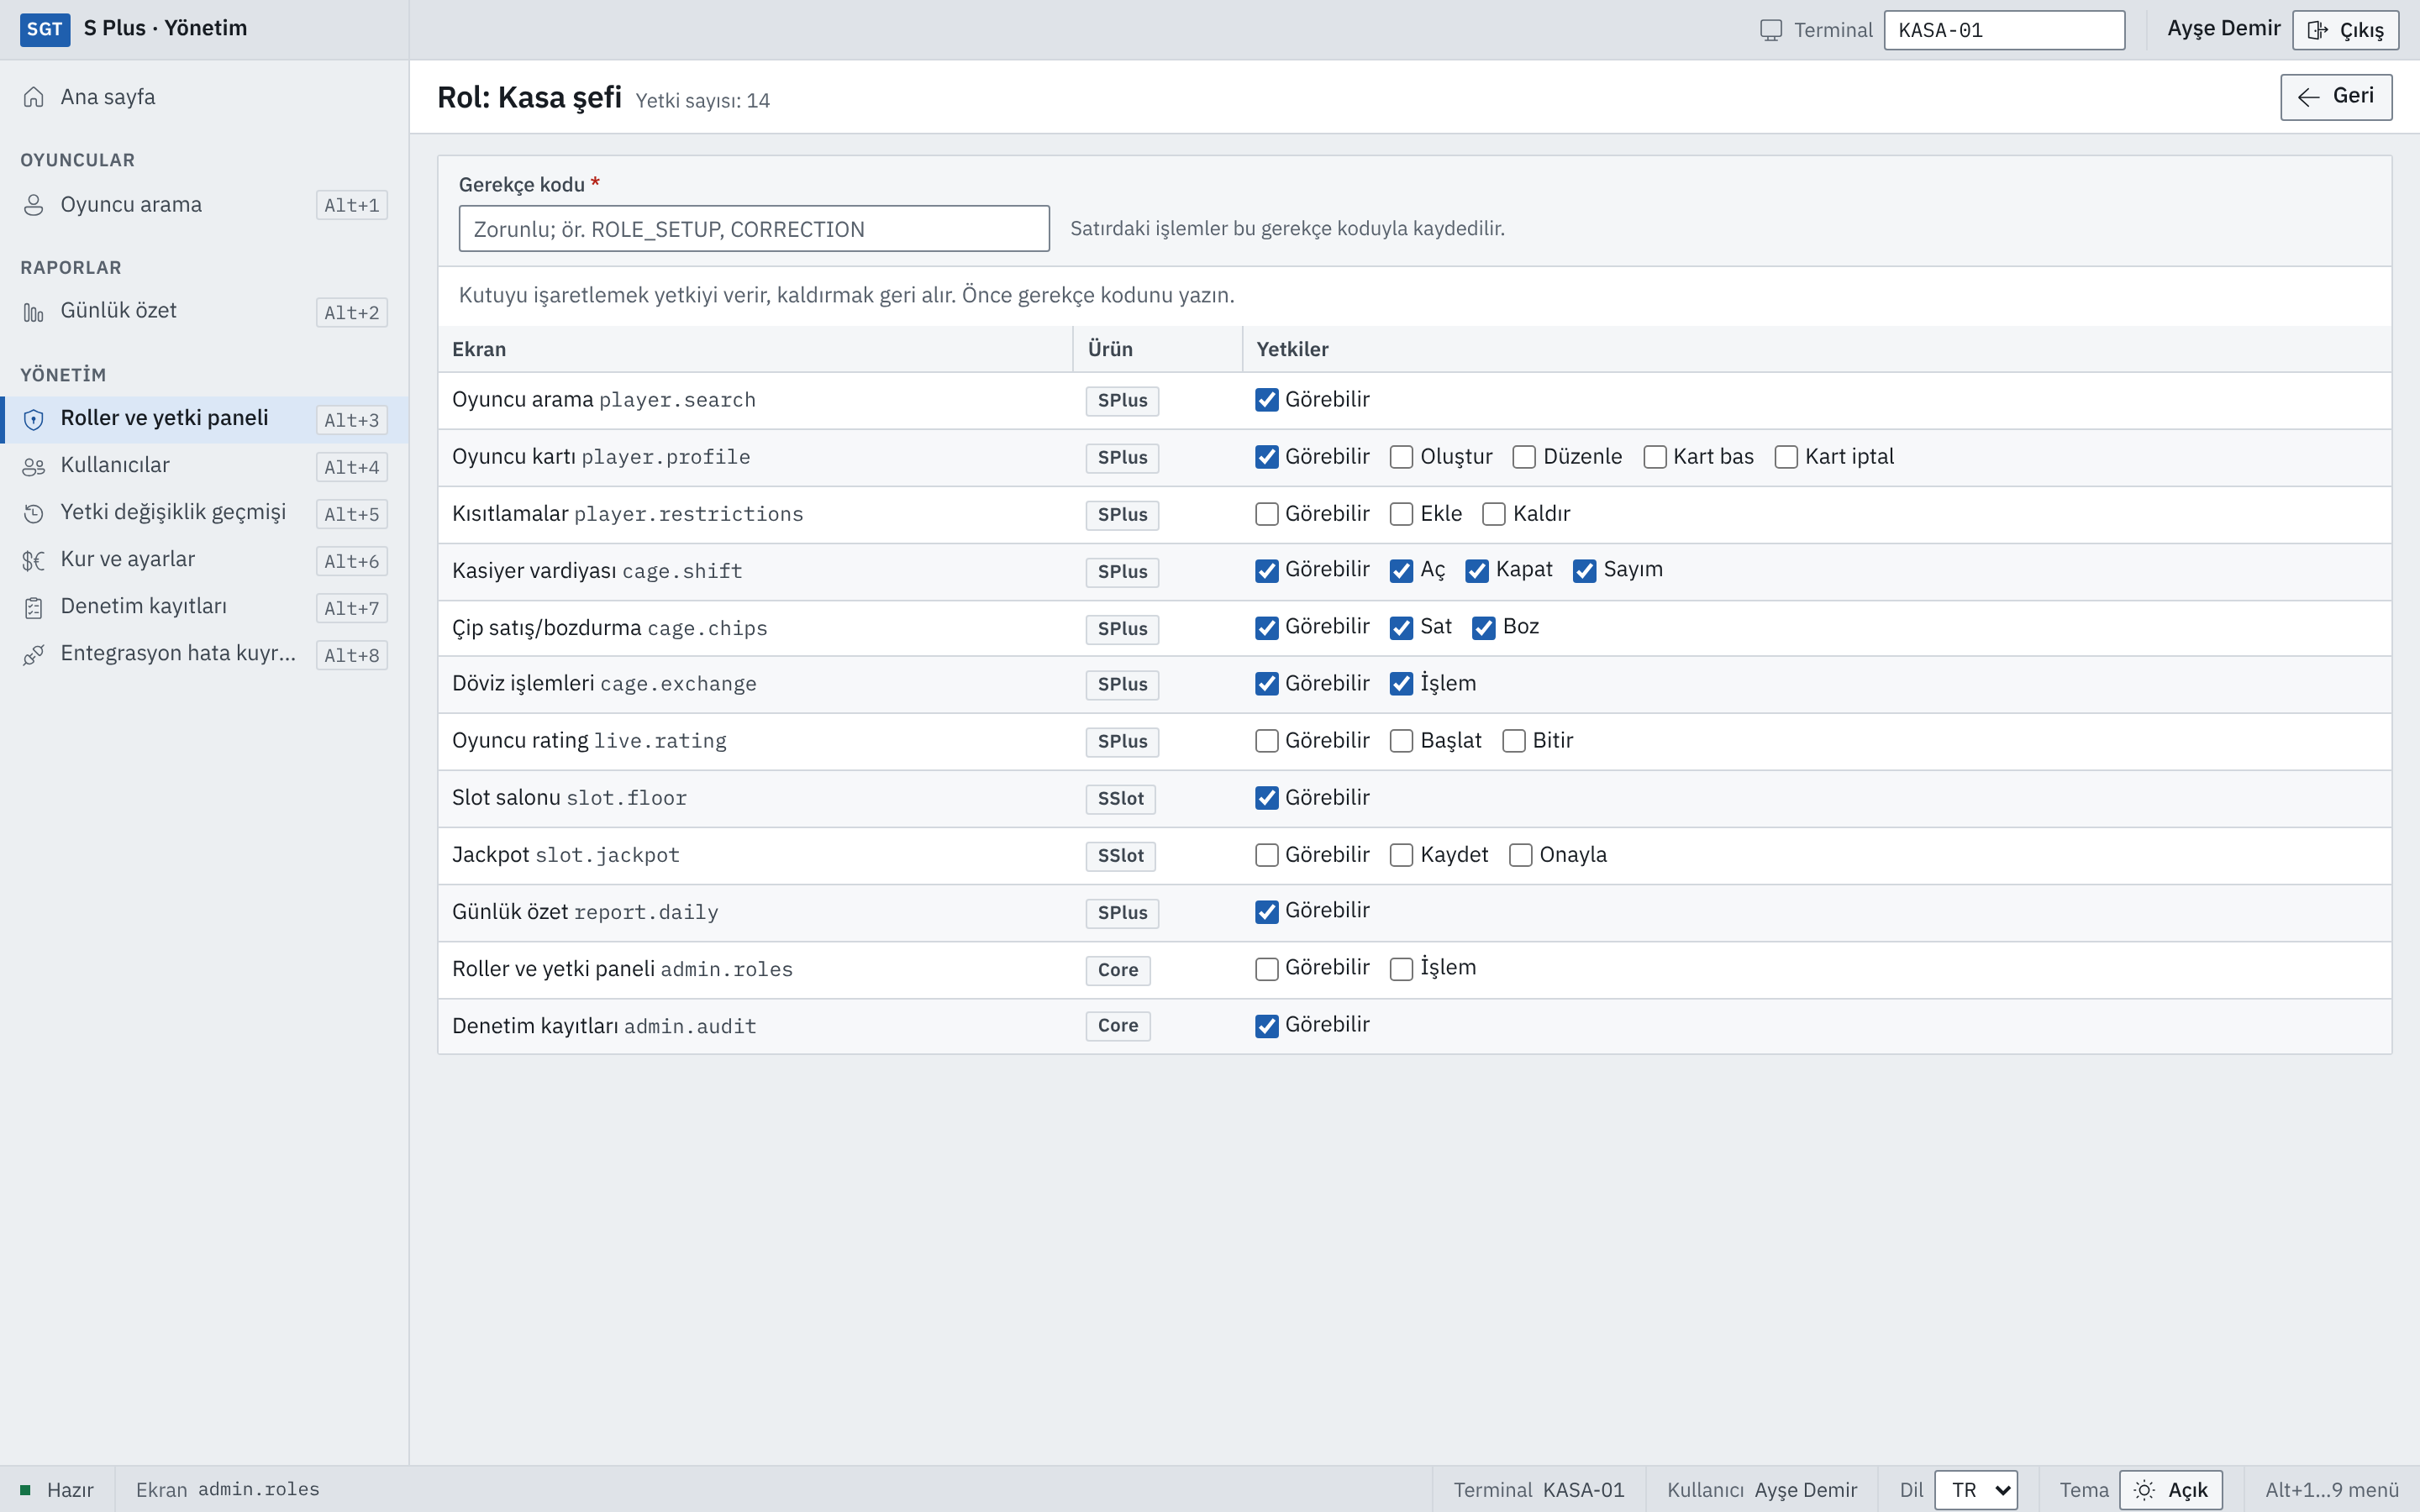 SGT S Plus · Yönetim
Terminal KASA-01 Ayşe Demir Çıkış
Ana sayfa
OYUNCULAR
Oyuncu arama Alt+1
RAPORLAR
Günlük özet Alt+2
YÖNETİM
Roller ve yetki paneli Alt+3
Kullanıcılar Alt+4
Yetki değişiklik geçmişi Alt+5
Kur ve ayarlar Alt+6
Denetim kayıtları Alt+7
Entegrasyon hata kuyr... Alt+8
Rol: Kasa şefi Yetki sayısı: 14 Geri
Gerekçe kodu *
Zorunlu; ör. ROLE_SETUP, CORRECTION Satırdaki işlemler bu gerekçe koduyla kaydedilir.
Kutuyu işaretlemek yetkiyi verir, kaldırmak geri alır. Önce gerekçe kodunu yazın.
Ekran Ürün Yetkiler
Oyuncu arama player.search SPlus Görebilir
Oyuncu kartı player.profile SPlus Görebilir Oluştur Düzenle Kart bas Kart iptal
Kısıtlamalar player.restrictions SPlus Görebilir Ekle Kaldır
Kasiyer vardiyası cage.shift SPlus Görebilir Aç Kapat Sayım
Çip satış/bozdurma cage.chips SPlus Görebilir Sat Boz
Döviz işlemleri cage.exchange SPlus Görebilir İşlem
Oyuncu rating live.rating SPlus Görebilir Başlat Bitir
Slot salonu slot.floor SSlot Görebilir
Jackpot slot.jackpot SSlot Görebilir Kaydet Onayla
Günlük özet report.daily SPlus Görebilir
Roller ve yetki paneli admin.roles Core Görebilir İşlem
Denetim kayıtları admin.audit Core Görebilir
Hazır Ekran admin.roles Terminal KASA-01 Kullanıcı Ayşe Demir Dil TR Tema Açık Alt+1...9 menü